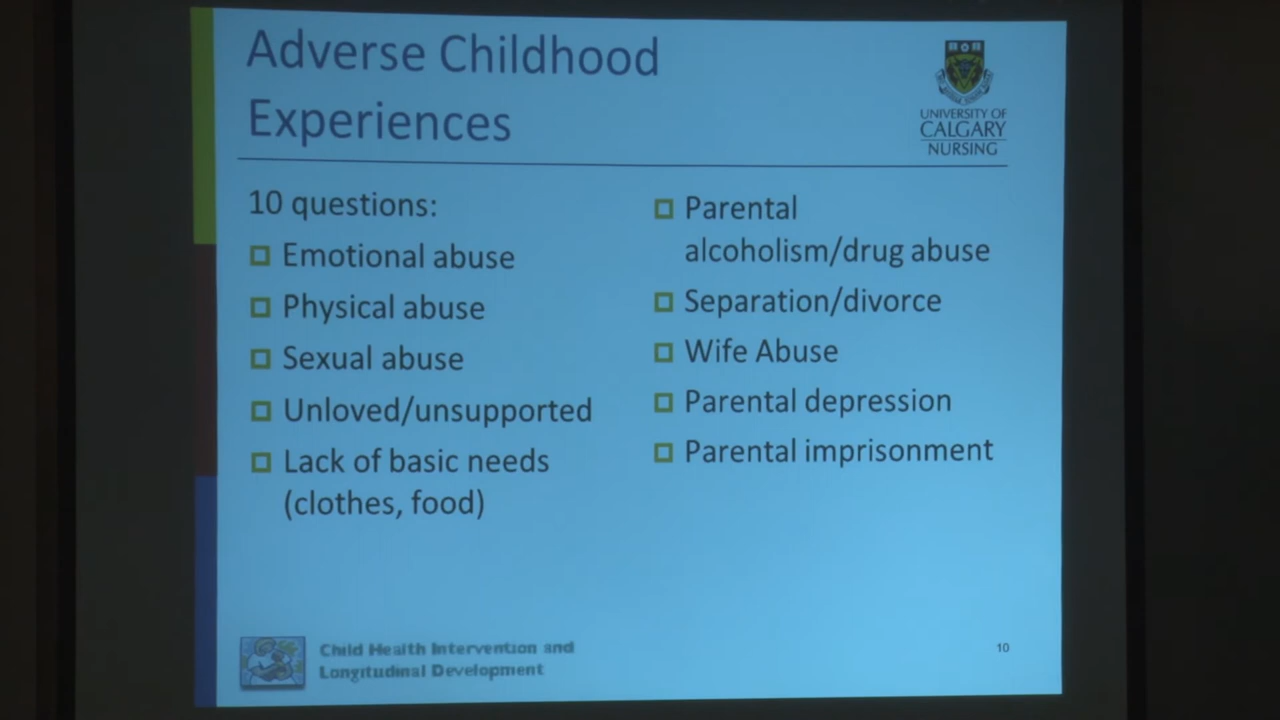 Adverse Childhood
Experiences
UNIVERSITY OF
CALGARY
NURSING
10 questions:
Emotional abuse
Physical abuse
Sexual abuse
Unloved/unsupported
Lack of basic needs
(clothes, food)
Parental
alcoholism/drug abuse
Separation/divorce
Wife Abuse
Parental depression
Parental imprisonment
Child Health Intervention and
Longitudinal Development
10